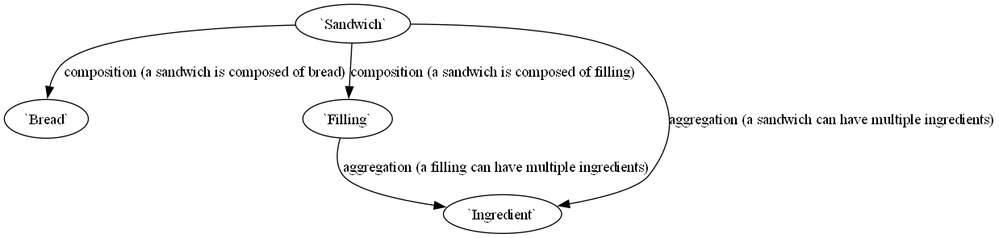 `Sandwich`
composition (a sandwich is composed of bread)
composition (a sandwich is composed of filling)
`Bread`
`Filling`
aggregation (a sandwich can have multiple ingredients)
aggregation (a filling can have multiple ingredients)
`Ingredient`